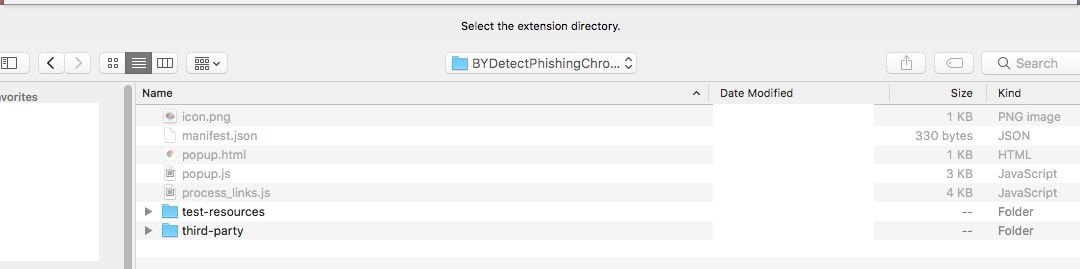 Select the extension directory.
BYDetectPhishingChro...
Search
avorites
Name Date Modified Size Kind
icon.png 1 KB PNG image
manifest.json 330 bytes JSON
popup.html 1 KB HTML
popup.js 3 KB JavaScript
process_links.js 4 KB JavaScript
test-resources -- Folder
third-party -- Folder